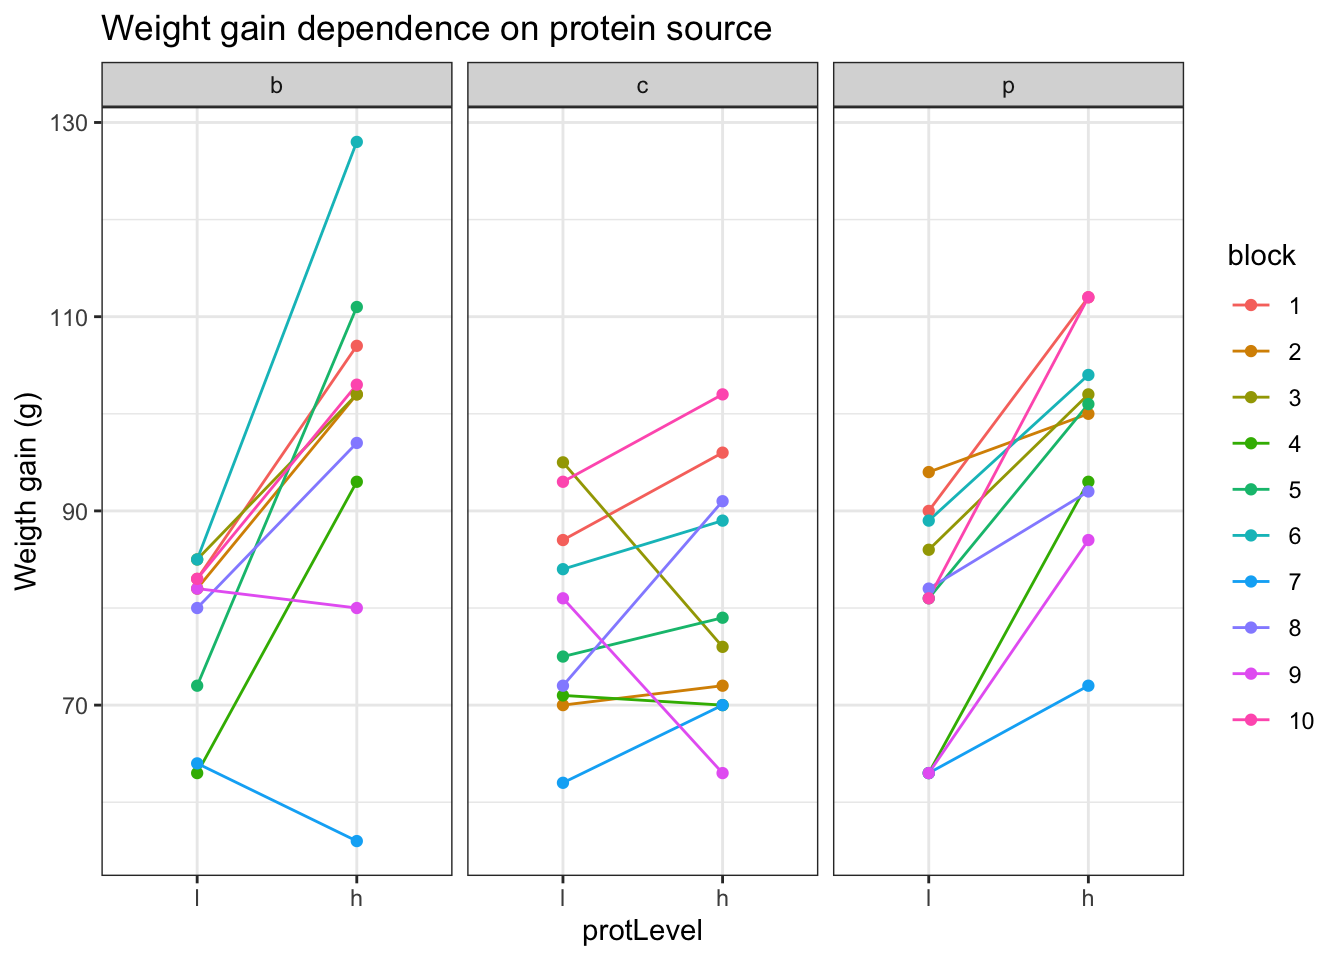 Weight gain dependence on protein source
b
c
p
130
110
90
70
Weigth gain (g)
l
h
l
h
l
h
protLevel
block
1
2
3
4
5
6
7
8
9
10